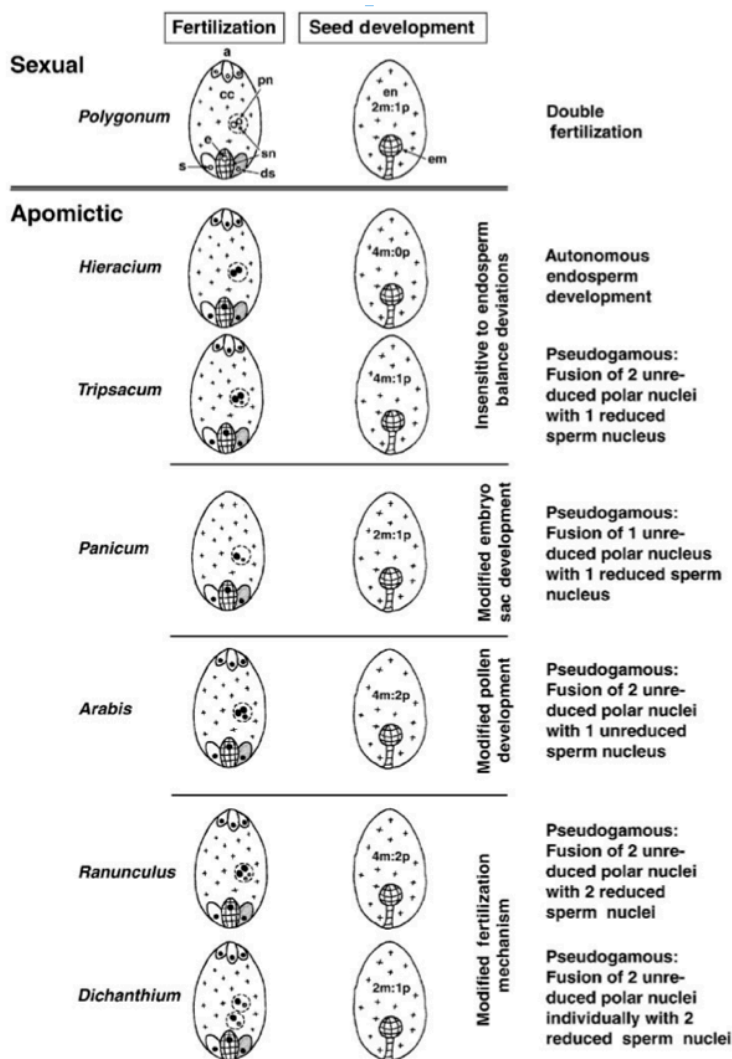 Fertilization
Seed development
Sexual
a
pn
cc
Polygonum
e
s
sn
ds
en
2m:1p
em
Double
fertilization
Apomictic
Hieracium
4m:0p
Autonomous
endosperm
development
Tripsacum
4m:1p
Pseudogamous:
Fusion of 2 unre-
duced polar nuclei
with 1 reduced
sperm nucleus
Insensitive to endosperm
balance deviations
Panicum
2m:1p
Modified embryo
sac development
Pseudogamous:
Fusion of 1 unre-
duced polar nucleus
with 1 reduced sperm
nucleus
Arabis
4m:2p
Modified pollen
development
Pseudogamous:
Fusion of 2 unre-
duced polar nuclei
with 1 unreduced
sperm nucleus
Ranunculus
4m:2p
Pseudogamous:
Fusion of 2 unre-
duced polar nuclei
with 2 reduced
sperm nuclei
Modified fertilization
mechanism
Dichanthium
2m:1p
Pseudogamous:
Fusion of 2 unre-
duced polar nuclei
individually with 2
reduced sperm nuclei